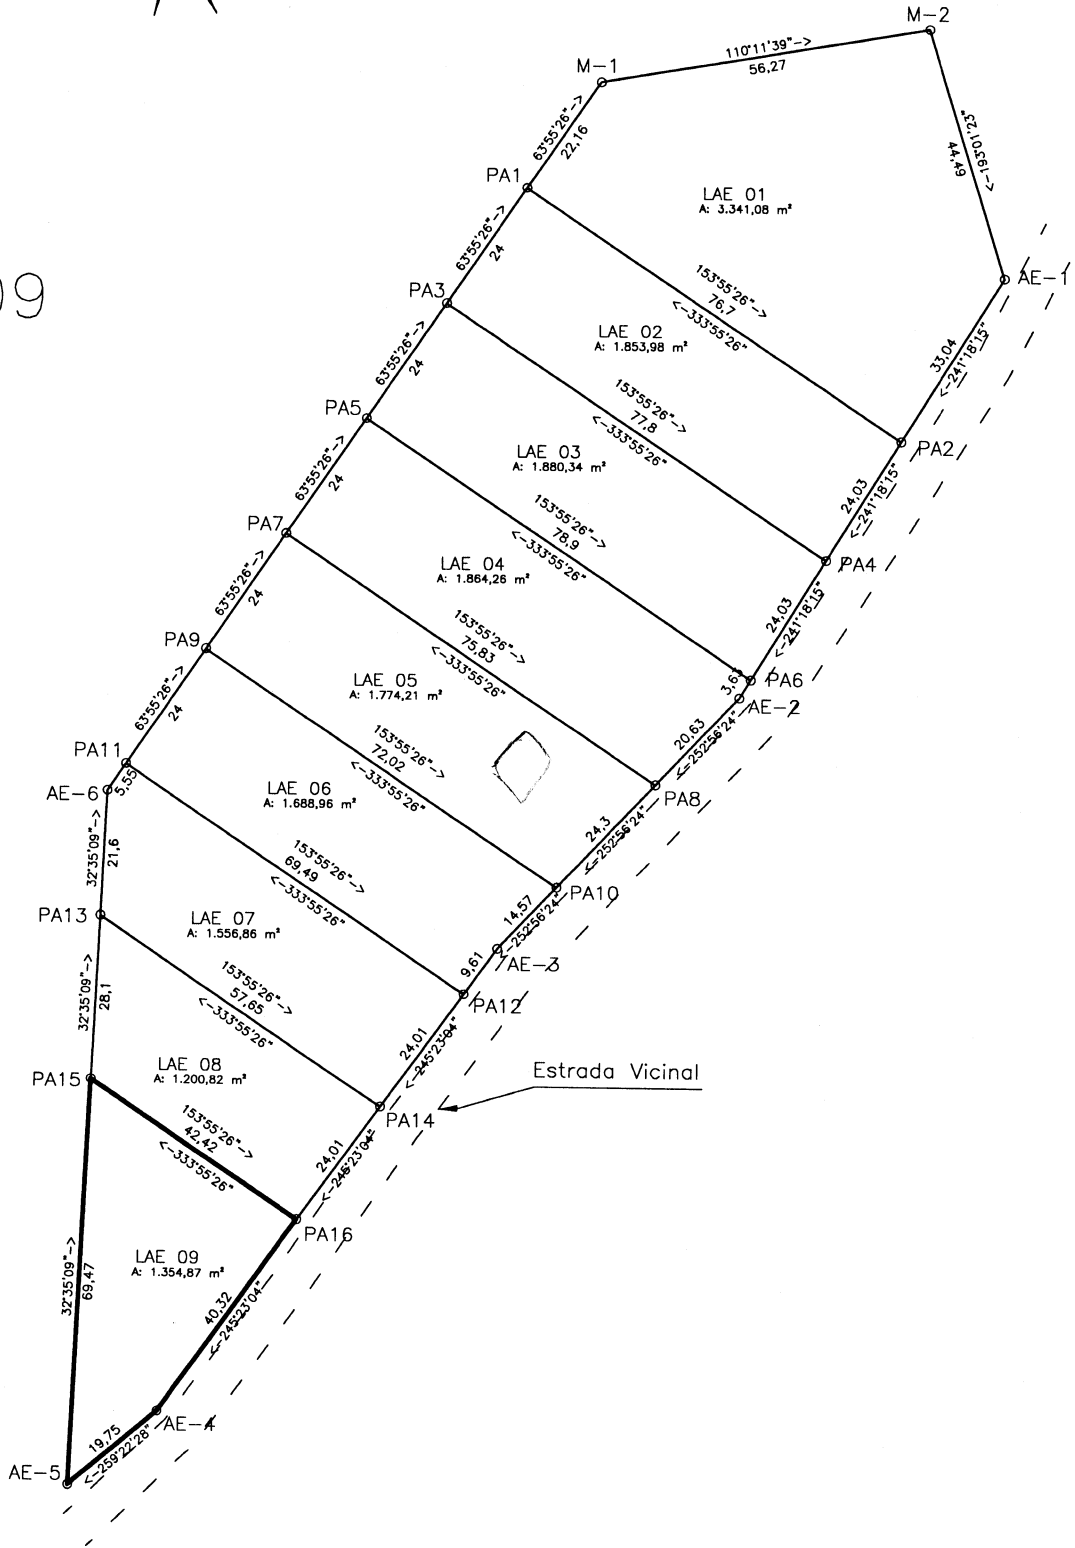 M-2
110°11'39"->
56,27
M-1
63°55'26"->
22,16
<-193°01'23"
44,49
PA1
LAE 01
A: 3.341,08 m²
AE-1
63°55'26"->
24
153°55'26"->
76,7
<-333°55'26"
33,04
<-241°18'15"
09
PA3
LAE 02
A: 1.853,98 m²
63°55'26"->
24
153°55'26"->
77,8
<-333°55'26"
PA2
24,03
<-241°18'15"
PA5
LAE 03
A: 1.880,34 m²
63°55'26"->
24
153°55'26"->
78,9
<-333°55'26"
PA4
24,03
<-241°18'15"
PA7
LAE 04
A: 1.864,26 m²
63°55'26"->
24
153°55'26"->
75,83
<-333°55'26"
PA6
3,63
AE-2
PA9
LAE 05
A: 1.774,21 m²
20,63
<-252°56'24"
63°55'26"->
24
153°55'26"->
72,02
<-333°55'26"
PA11
5,55
AE-6
LAE 06
A: 1.688,96 m²
PA8
24,3
<-252°56'24"
32°35'09"->
21,6
153°55'26"->
69,49
<-333°55'26"
PA10
14,57
<-252°56'24"
PA13
LAE 07
A: 1.556,86 m²
AE-3
9,61
PA12
32°35'09"->
28,1
153°55'26"->
57,65
<-333°55'26"
24,01
<-245°23'04"
PA15
LAE 08
A: 1.200,82 m²
Estrada Vicinal
PA14
153°55'26"->
42,42
<-333°55'26"
24,01
<-245°23'04"
PA16
LAE 09
A: 1.354,87 m²
32°35'09"->
69,47
40,32
<-245°23'04"
AE-4
19,75
<-259°22'28"
AE-5